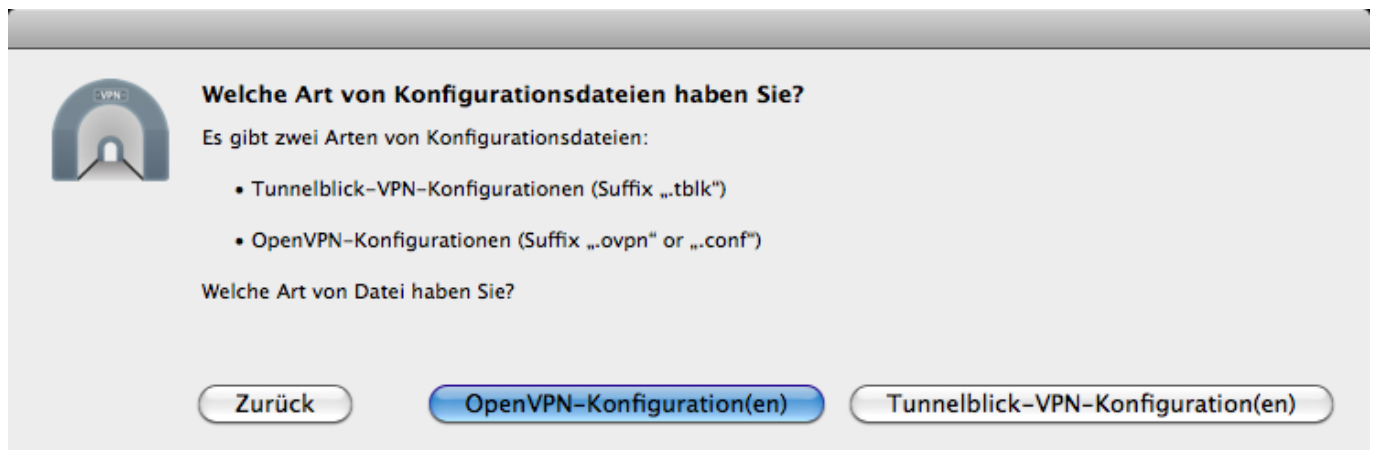 VPN
Welche Art von Konfigurationsdateien haben Sie?
Es gibt zwei Arten von Konfigurationsdateien:
• Tunnelblick-VPN-Konfigurationen (Suffix „.tblk“)
• OpenVPN-Konfigurationen (Suffix „.ovpn“ or „.conf“)
Welche Art von Datei haben Sie?
Zurück OpenVPN-Konfiguration(en) Tunnelblick-VPN-Konfiguration(en)